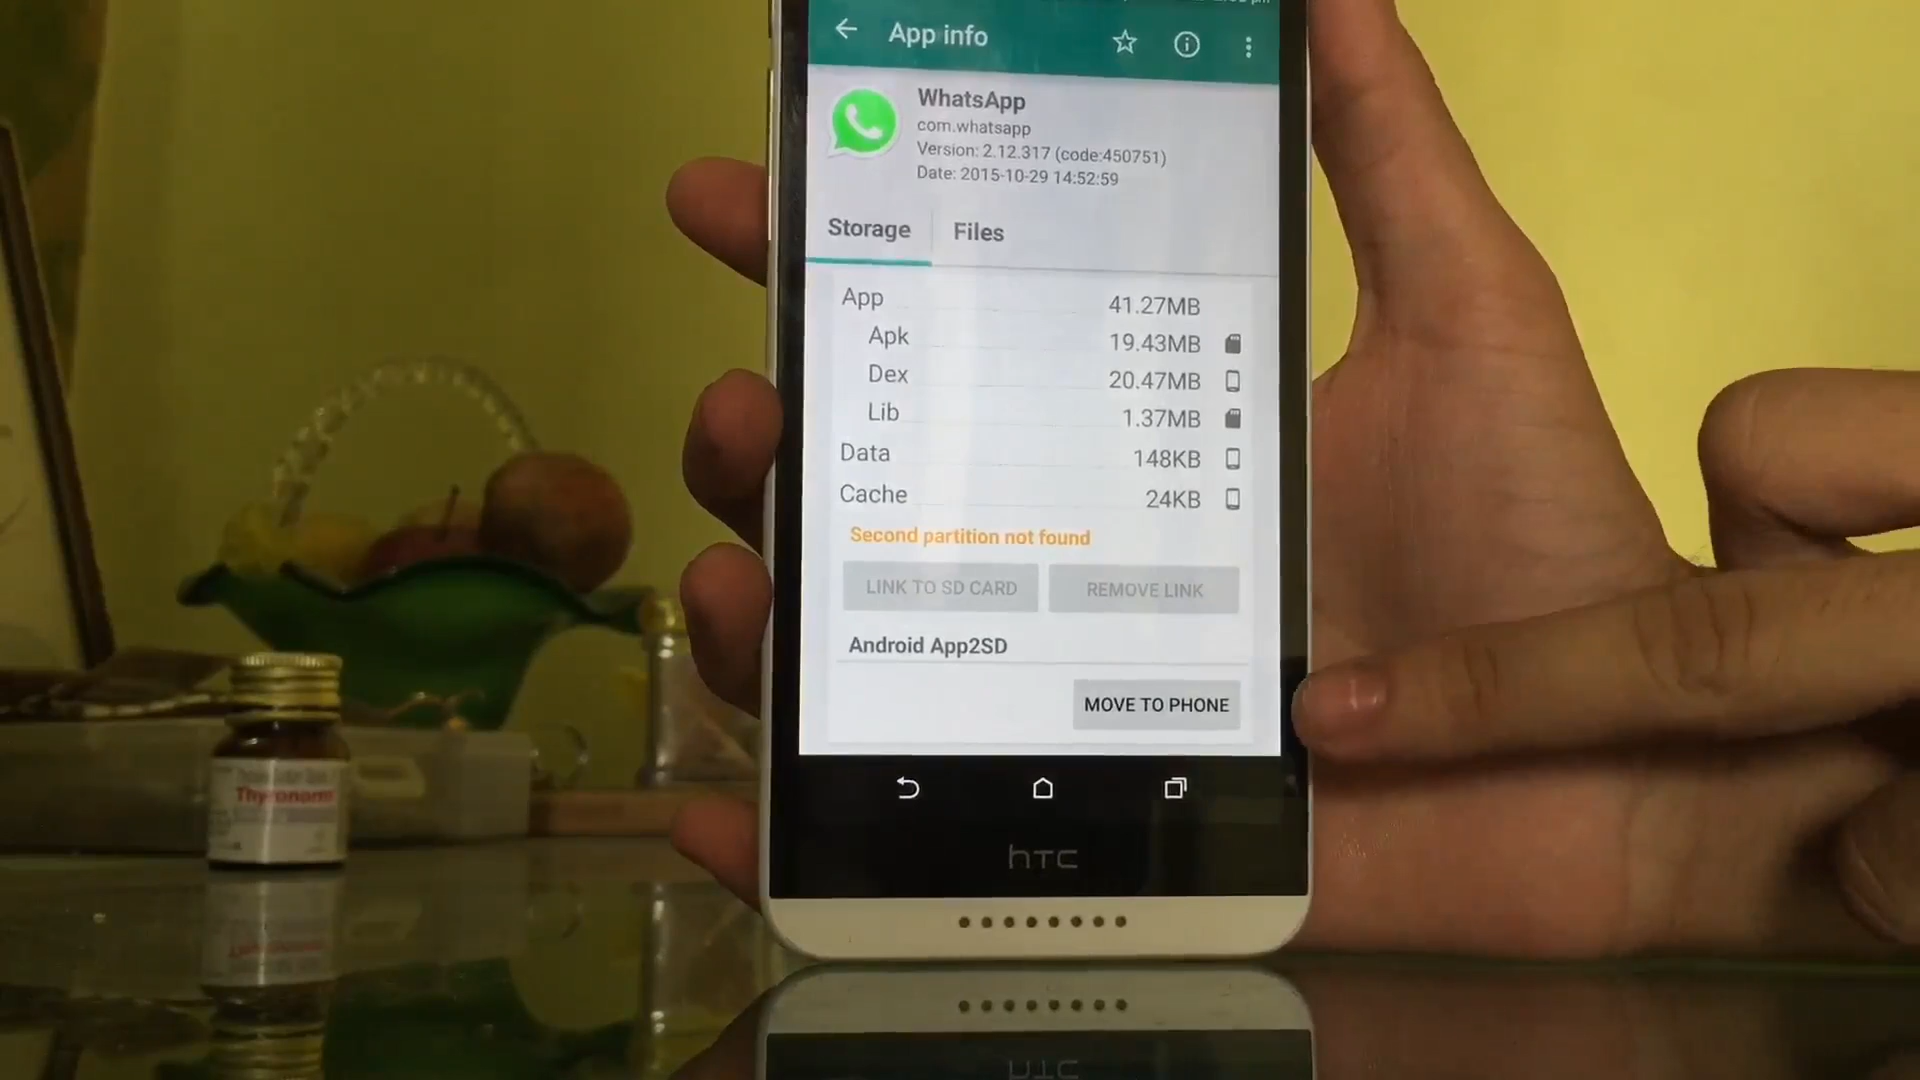 App info
WhatsApp
com.whatsapp
Version: 2.12.317 (code:450751)
Date: 2015-10-29 14:52:59
Storage Files
App 41.27MB
Apk 19.43MB
Dex 20.47MB
Lib 1.37MB
Data 148KB
Cache 24KB
Second partition not found
LINK TO SD CARD REMOVE LINK
Android App2SD
MOVE TO PHONE
hTC